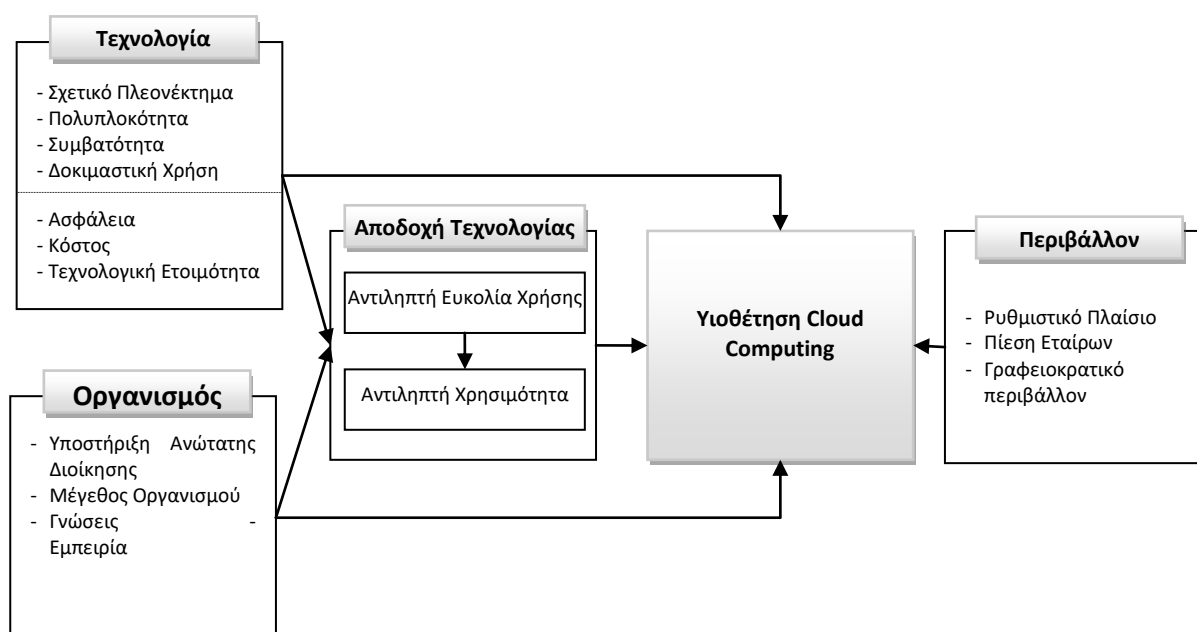 Τεχνολογία
- Σχετικό Πλεονέκτημα
- Πολυπλοκότητα
- Συμβατότητα
- Δοκιμαστική Χρήση
- Ασφάλεια
- Κόστος
- Τεχνολογική Ετοιμότητα
Οργανισμός
- Υποστήριξη Ανώτατης
Διοίκησης
- Μέγεθος Οργανισμού
- Γνώσεις -
Εμπειρία
Αποδοχή Τεχνολογίας
Αντιληπτή Ευκολία Χρήσης
Αντιληπτή Χρησιμότητα
Υιοθέτηση Cloud
Computing
Περιβάλλον
- Ρυθμιστικό Πλαίσιο
- Πίεση Εταίρων
- Γραφειοκρατικό
περιβάλλον